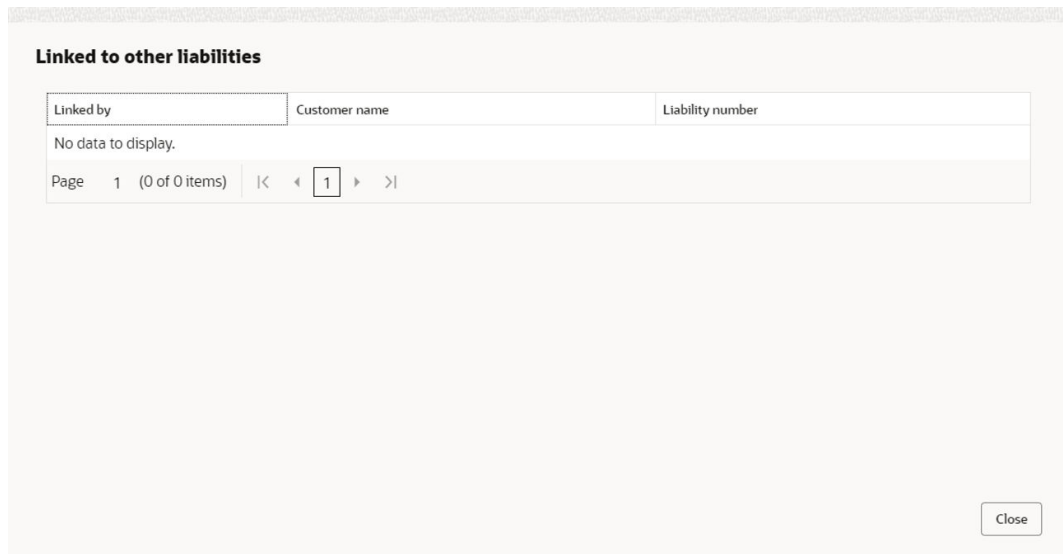 Linked to other liabilities
Linked by Customer name Liability number
No data to display.
Page 1 (0 of 0 items) 1
Close